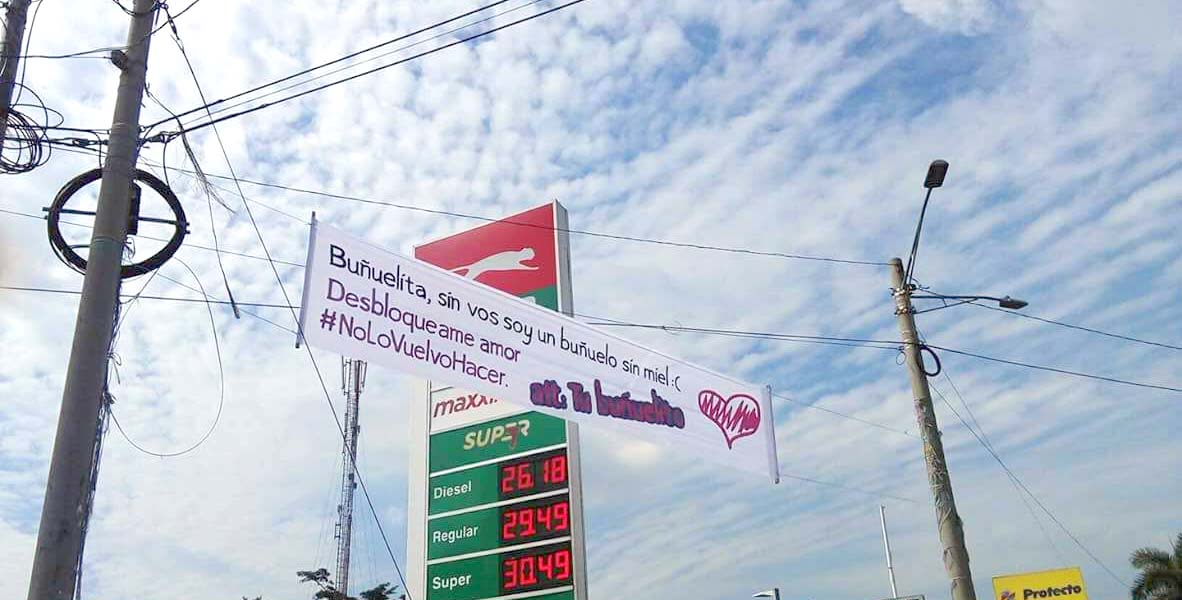 Buñuelita, sin vos soy un buñuelo sin miel :(
Desbloqueame amor
#NoLoVuelvoHacer.
att: Tu buñuelito
SUPER 7
Diesel 26.18
Regular 29.49
Super 30.49
Protecto